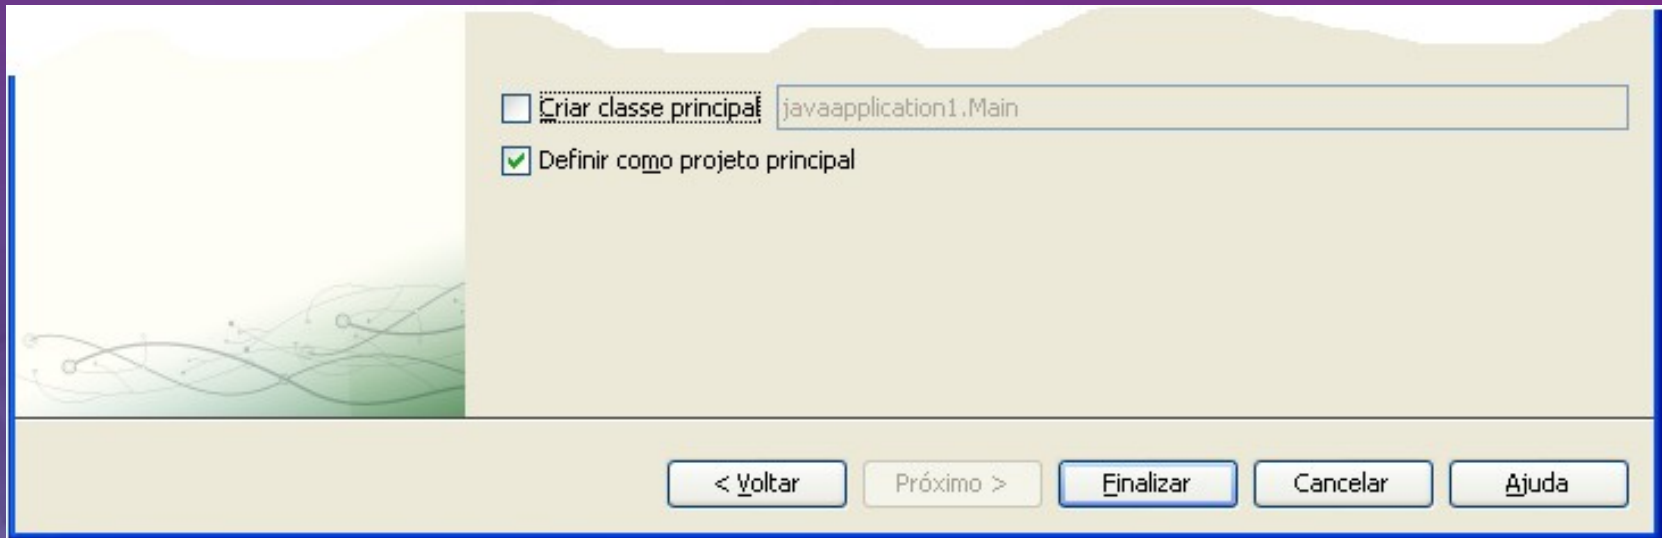 Criar classe principal javaapplication1.Main
Definir como projeto principal
< Voltar Próximo > Finalizar Cancelar Ajuda